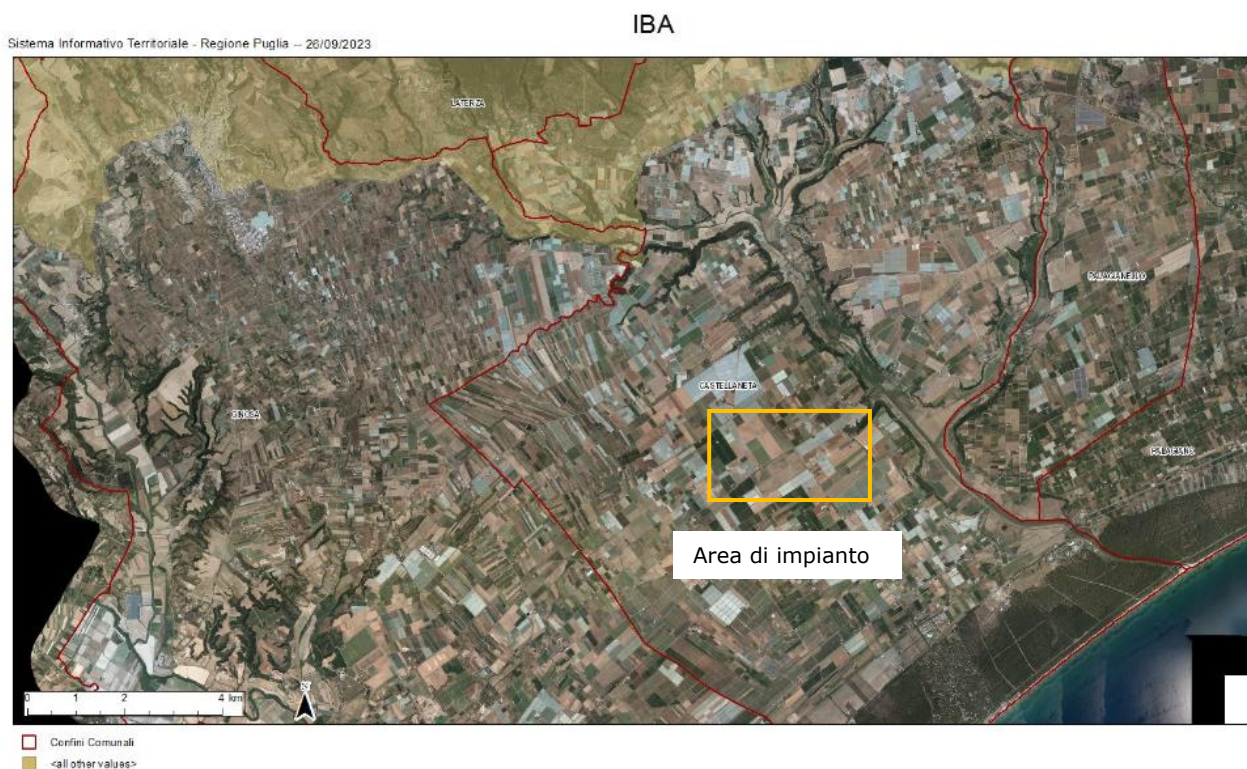 IBA
Sistema Informativo Territoriale - Regione Puglia -- 26/09/2023
LATERZA
PALAGIANELLO
CASTELLANETA
GINOSA
PALAGIANO
Area di impianto
0 1 2 4 km
Confini Comunali
<all other values>